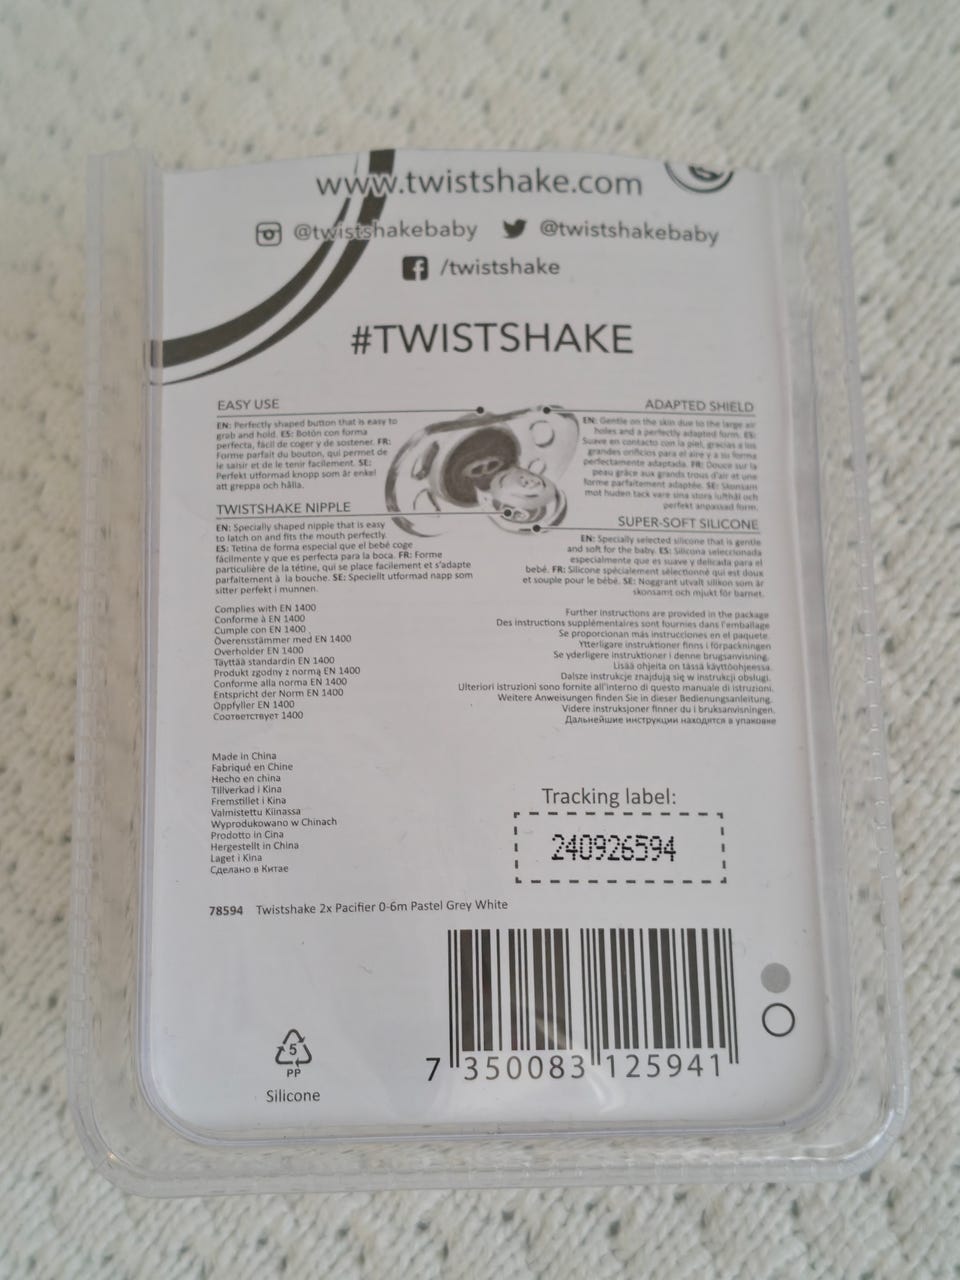 www.twistshake.com
@twistshakebaby @twistshakebaby
/twistshake
#TWISTSHAKE
EASY USE
EN: Perfectly shaped button that is easy to
grab and hold. ES: Botón con forma
perfecta, fácil de coger y de sostener. FR:
Forme parfait du bouton, qui permet de
le saisir et de le tenir facilement. SE:
Perfekt utformad knopp som är enkel
att greppa och hålla.
ADAPTED SHIELD
EN: Gentle on the skin due to the large air
holes and a perfectly adapted form. ES:
Suave en contacto con la piel, gracias a los
grandes orificios para el aire y a su forma
perfectamente adaptada. FR: Douce sur la
peau grâce aux grands trous d'air et une
forme parfaitement adaptée. SE: Skonsam
mot huden tack vare sina stora lufthål och
perfekt anpassad form.
TWISTSHAKE NIPPLE
EN: Specially shaped nipple that is easy
to latch on and fits the mouth perfectly.
ES: Tetina de forma especial que el bebé coge
fácilmente y que es perfecta para la boca. FR: Forme
particulière de la tétine, qui se place facilement et s'adapte
parfaitement à la bouche. SE: Speciellt utformad napp som
sitter perfekt i munnen.
SUPER-SOFT SILICONE
EN: Specially selected silicone that is gentle
and soft for the baby. ES: Silicona seleccionada
especialmente que es suave y delicada para el
bebé. FR: Silicone spécialement sélectionné qui est doux
et souple pour le bébé. SE: Noggrant utvalt silikon som är
skonsamt och mjukt för barnet.
Complies with EN 1400
Conforme à EN 1400
Cumple con EN 1400
Överensstämmer med EN 1400
Overholder EN 1400
Täyttää standardin EN 1400
Produkt zgodny z normą EN 1400
Conforme alla norma EN 1400
Entspricht der Norm EN 1400
Oppfyller EN 1400
Соответствует 1400
Further instructions are provided in the package
Des instructions supplémentaires sont fournies dans l'emballage
Se proporcionan más instrucciones en el paquete.
Ytterligare instruktioner finns i förpackningen
Se yderligere instruktioner i denne brugsanvisning.
Lisää ohjeita on tässä käyttöohjeessa.
Dalsze instrukcje znajdują się w instrukcji obsługi.
Ulteriori istruzioni sono fornite all'interno di questo manuale di istruzioni.
Weitere Anweisungen finden Sie in dieser Bedienungsanleitung.
Videre instruksjoner finner du i bruksanvisningen.
Дальнейшие инструкции находятся в упаковке
Made in China
Fabriqué en Chine
Hecho en china
Tillverkad i Kina
Fremstillet i Kina
Valmistettu Kiinassa
Wyprodukowano w Chinach
Prodotto in Cina
Hergestellt in China
Laget i Kina
Сделано в Китае
Tracking label:
240926594
78594 Twistshake 2x Pacifier 0-6m Pastel Grey White
5
PP
Silicone
7 350083 125941